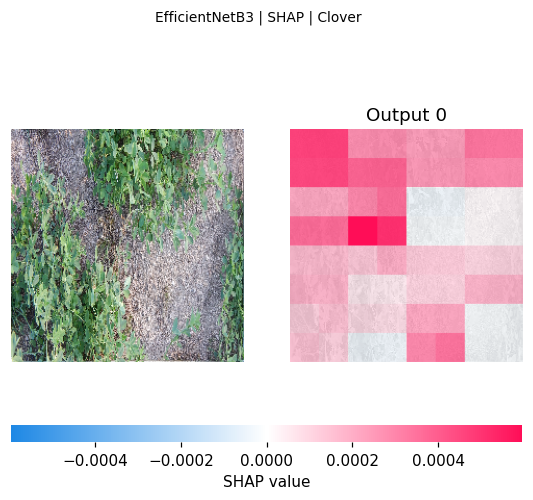 EfficientNetB3 | SHAP | Clover
Output 0
−0.0004 −0.0002 0.0000 0.0002 0.0004
SHAP value